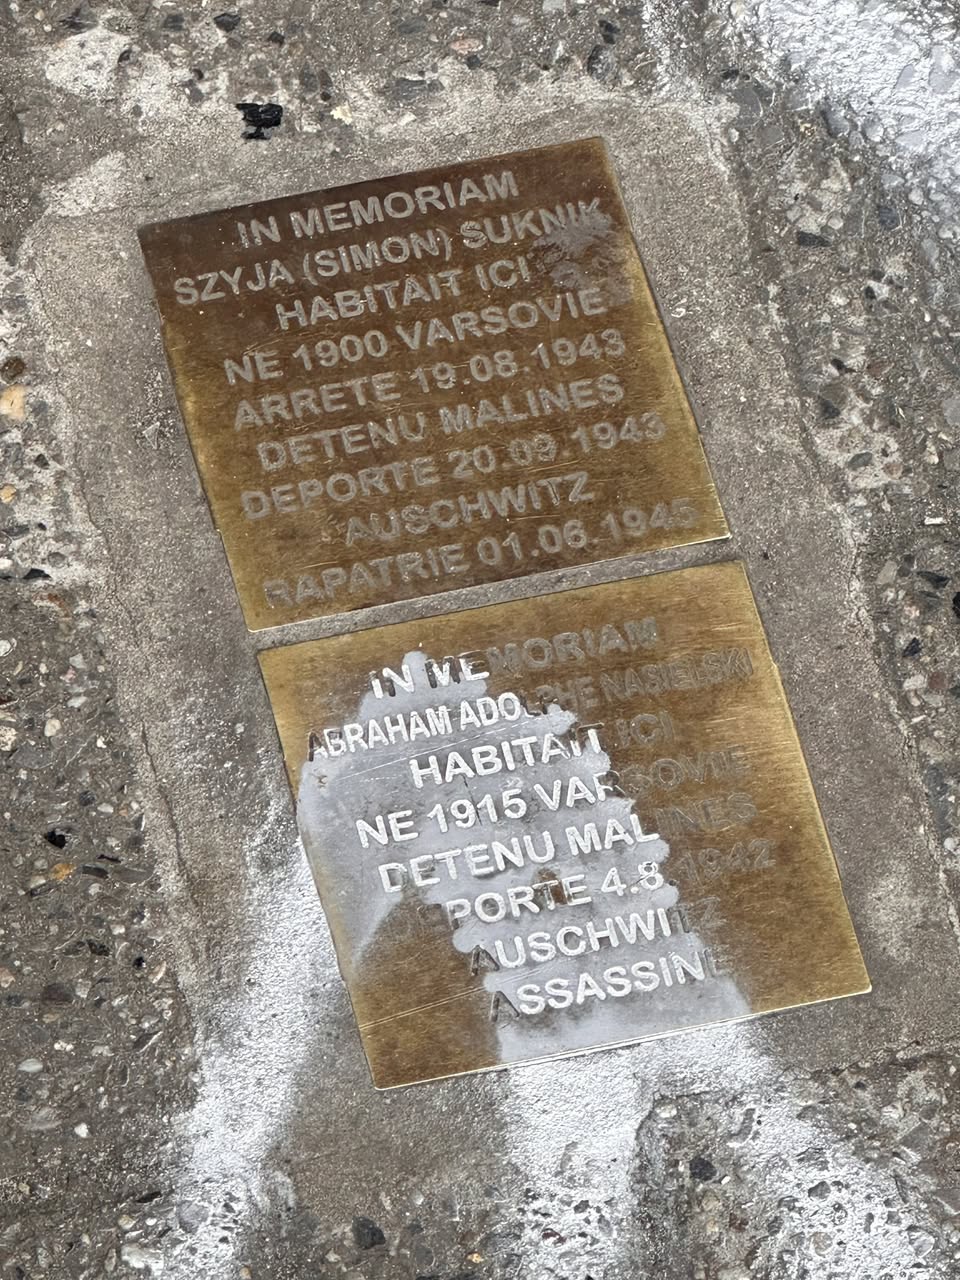 IN MEMORIAM
SZYJA (SIMON) SUKNIK
HABITAIT ICI
NE 1900 VARSOVIE
ARRETE 19.08.1943
DETENU MALINES
DEPORTE 20.09.1943
AUSCHWITZ
RAPATRIE 01.06.1945
IN MEMORIAM
ABRAHAM ADOLPHE NASIELSKI
HABITAIT ICI
NE 1915 VARSOVIE
DETENU MALINES
DEPORTE 4.8.1942
AUSCHWITZ
ASSASSINE